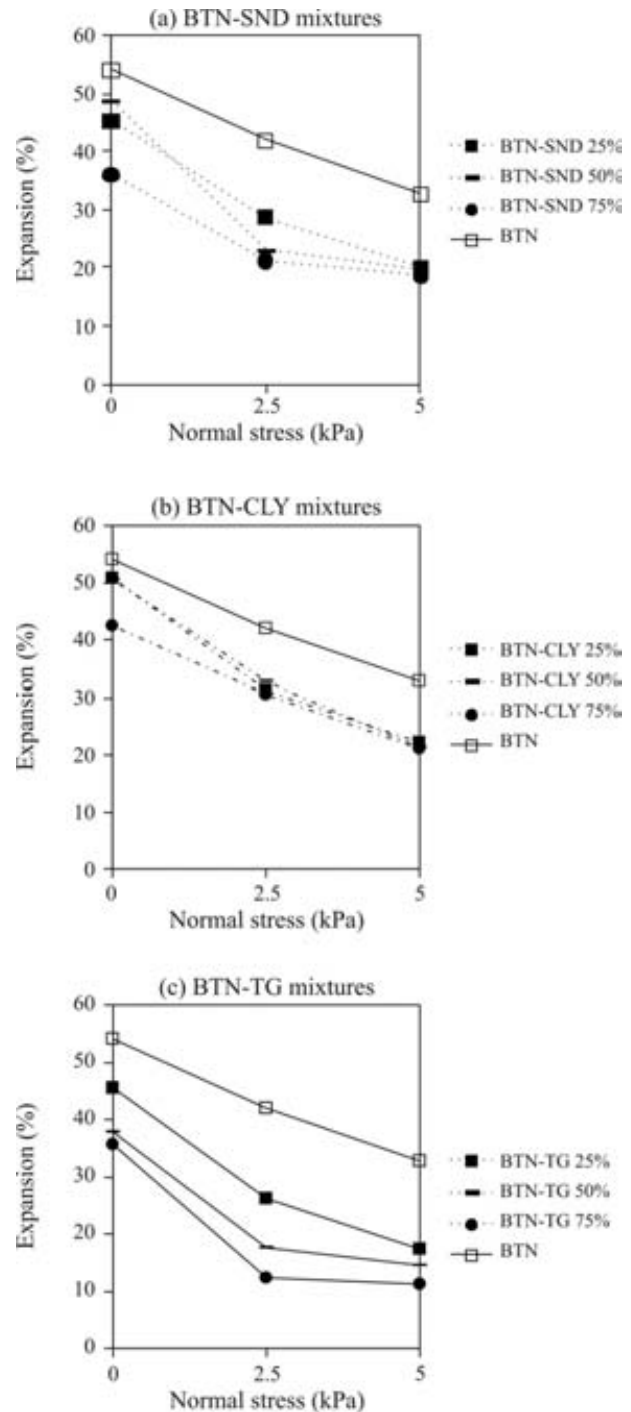 (a) BTN-SND mixtures
60
50
40
30
20
10
0
Expansion (%)
0 2.5 5
Normal stress (kPa)
BTN-SND 25%
BTN-SND 50%
BTN-SND 75%
BTN
(b) BTN-CLY mixtures
60
50
40
30
20
10
0
Expansion (%)
0 2.5 5
Normal stress (kPa)
BTN-CLY 25%
BTN-CLY 50%
BTN-CLY 75%
BTN
(c) BTN-TG mixtures
60
50
40
30
20
10
0
Expansion (%)
0 2.5 5
Normal stress (kPa)
BTN-TG 25%
BTN-TG 50%
BTN-TG 75%
BTN